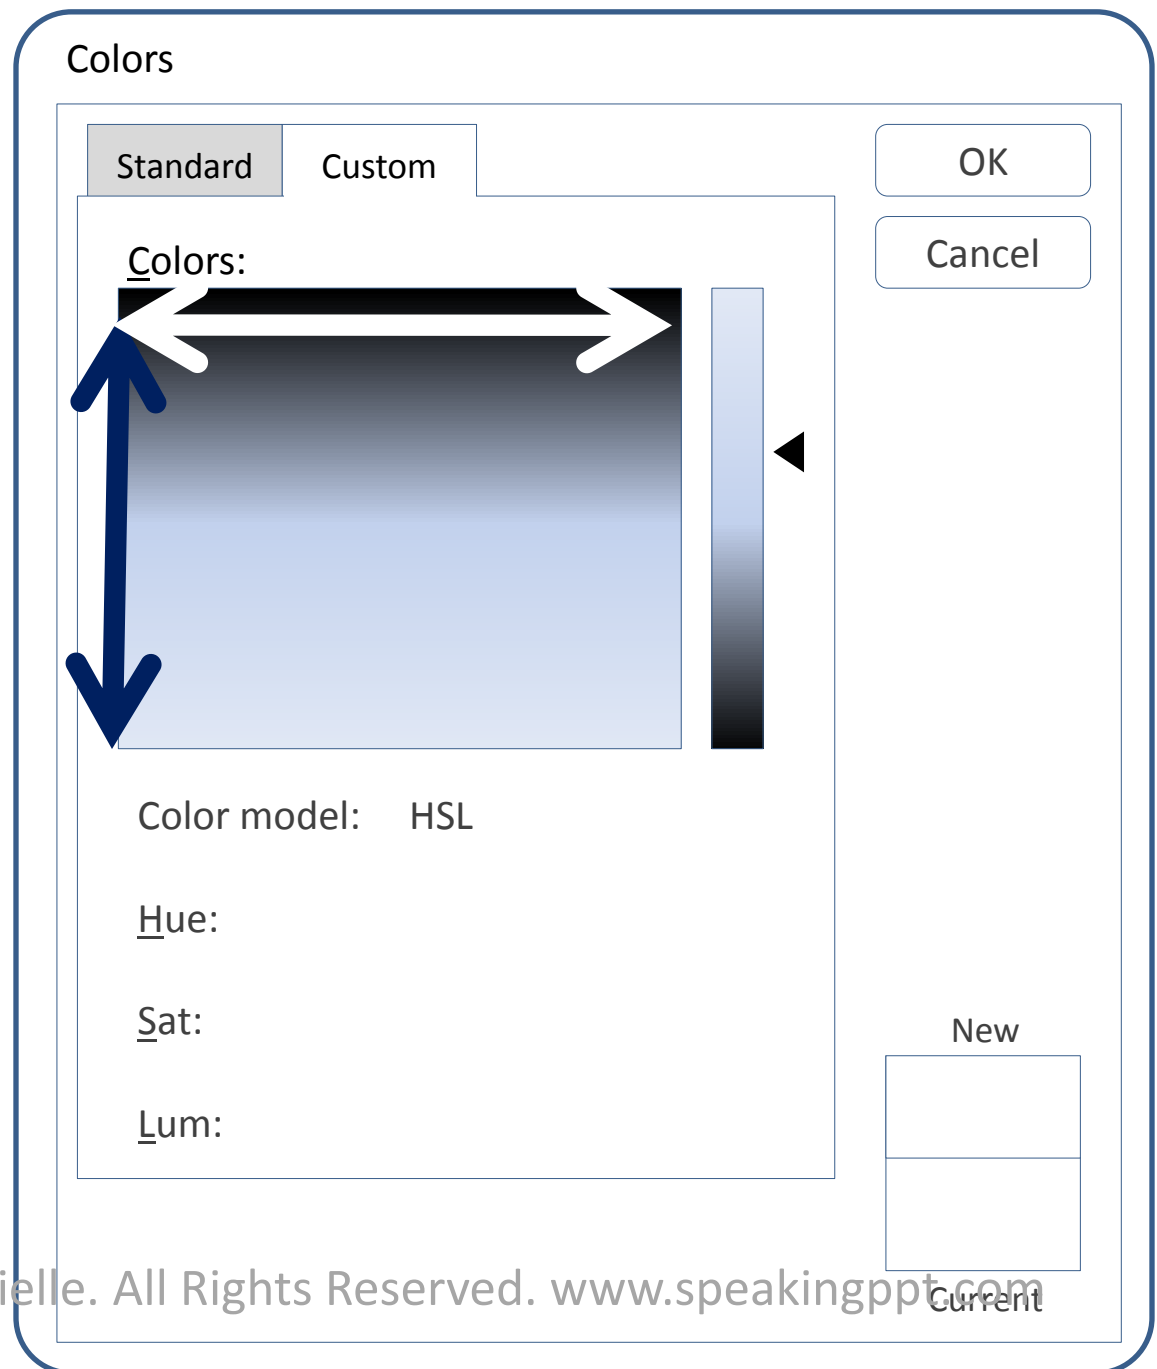 Colors
Standard Custom
OK
Cancel
Colors:
Color model: HSL
Hue:
Sat:
Lum:
New
Current
ielle. All Rights Reserved. www.speakingppt.com